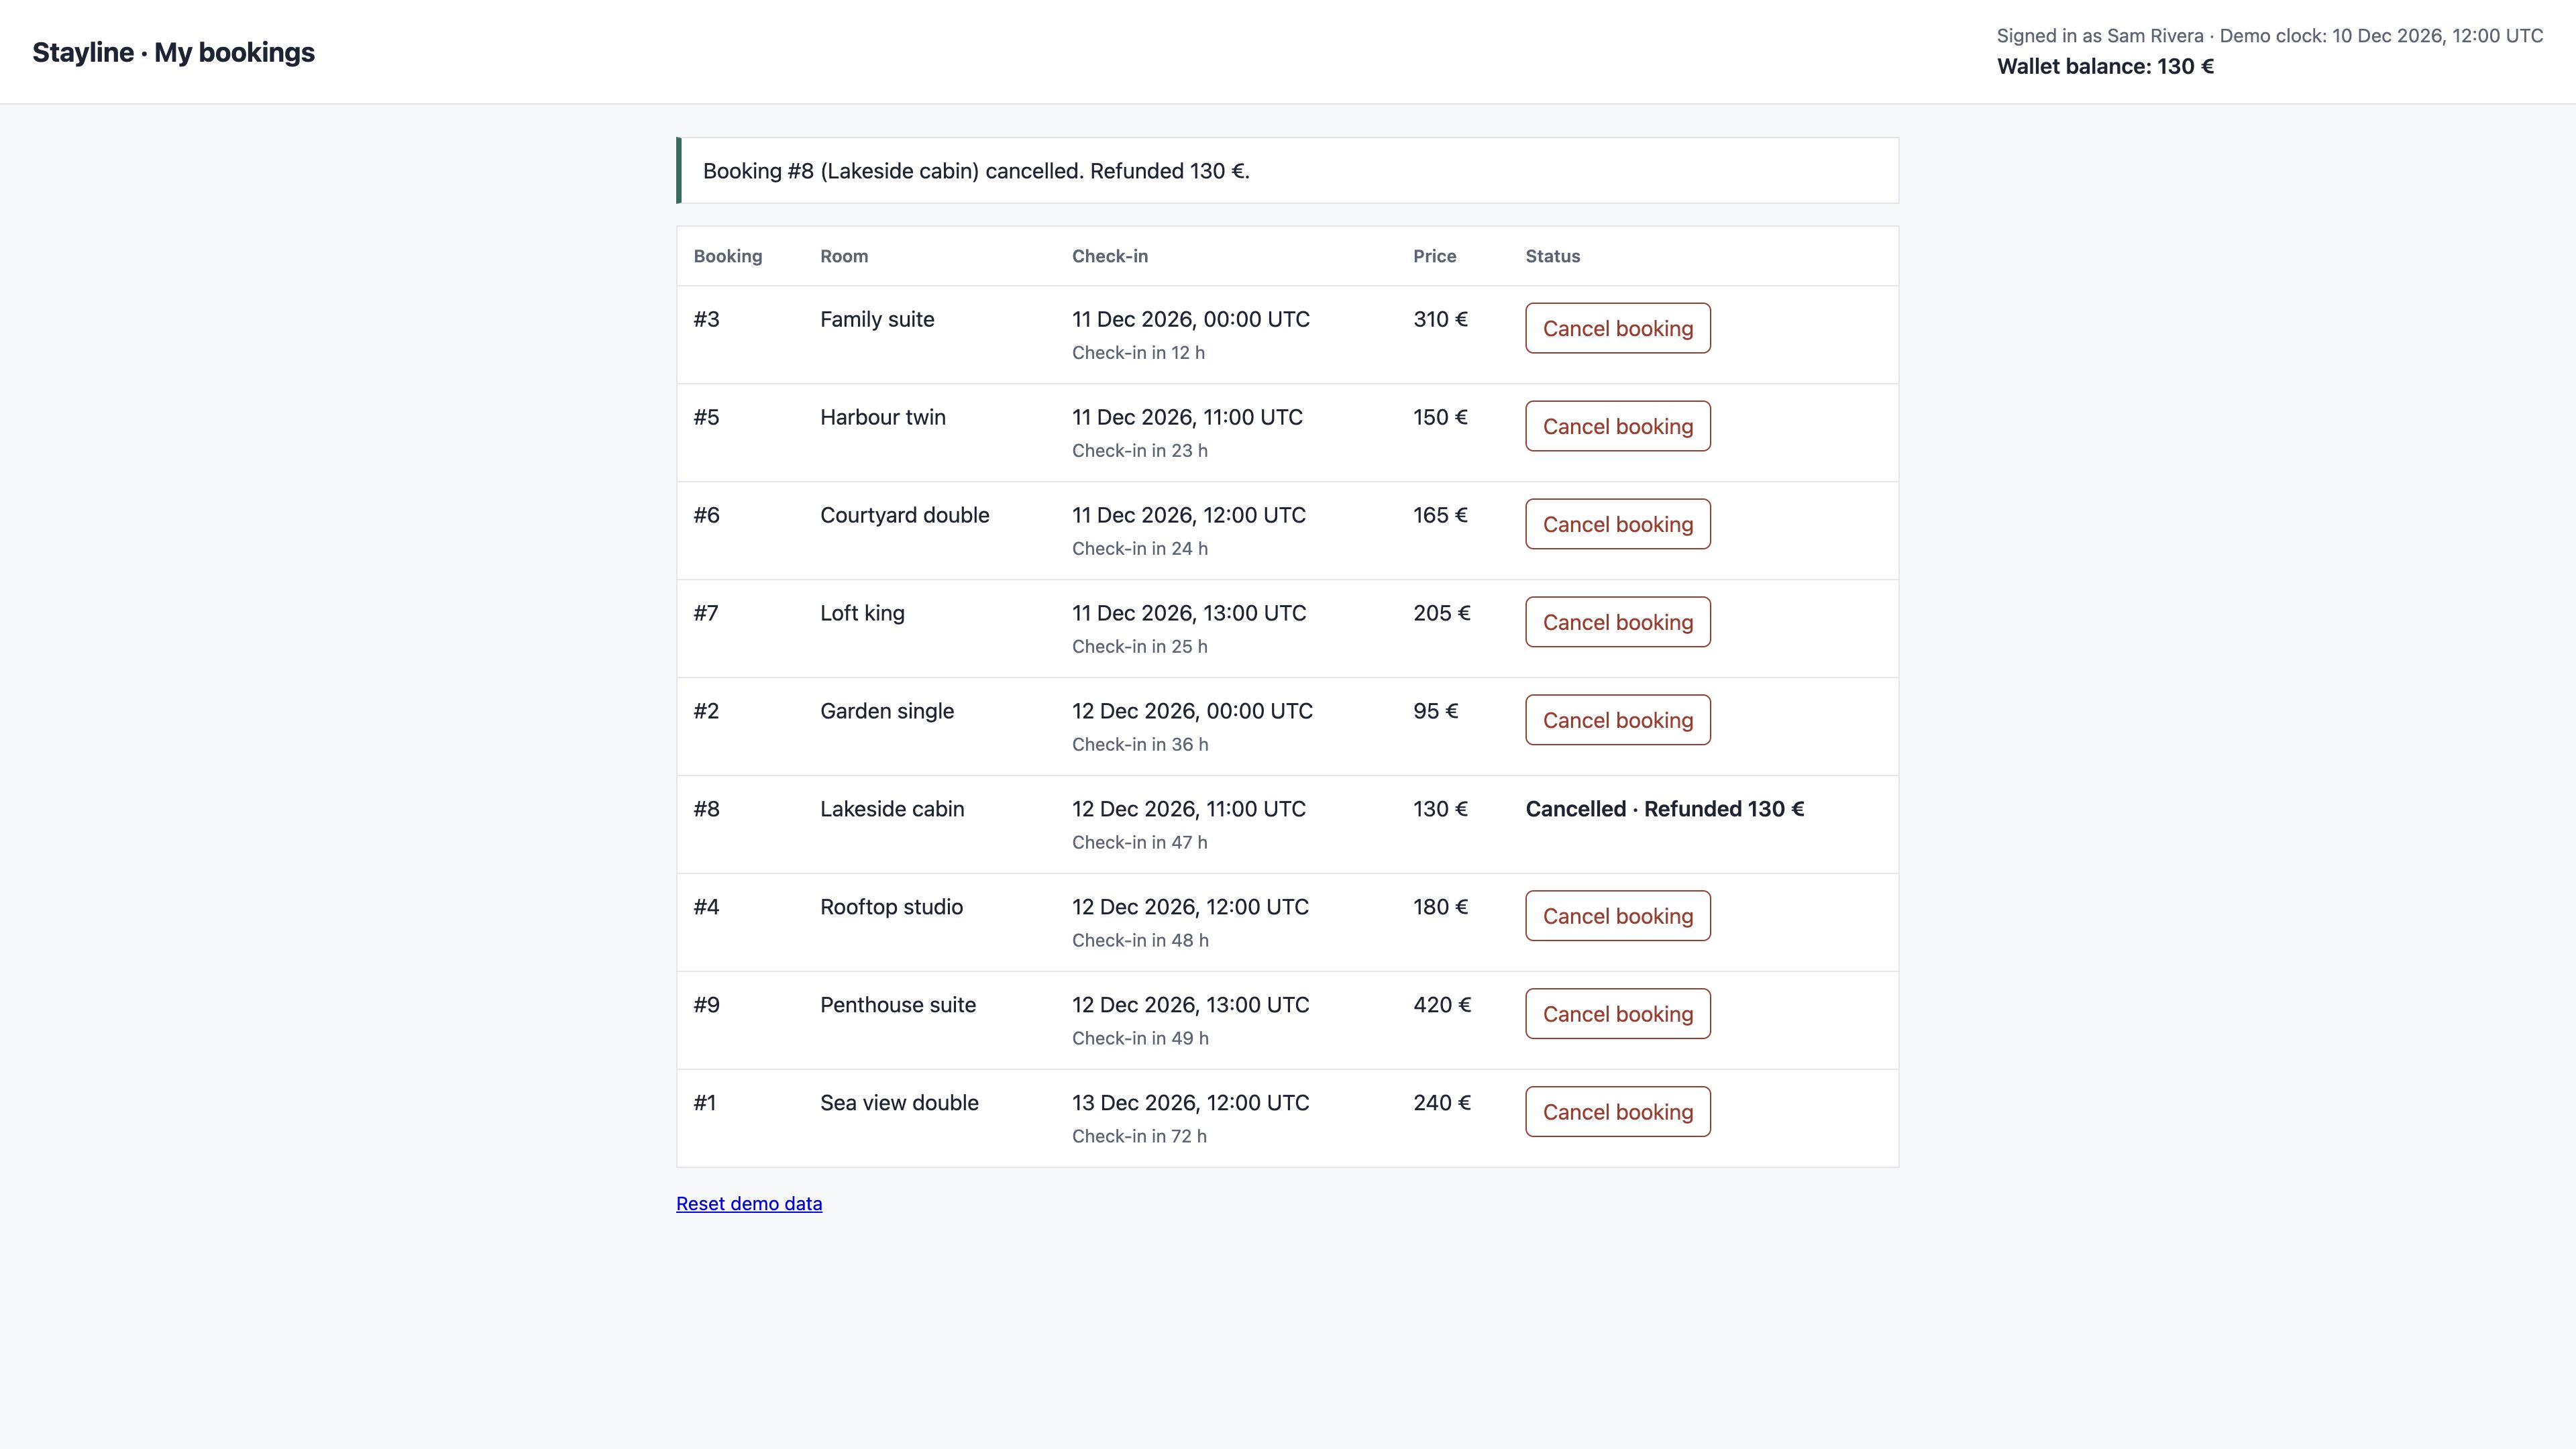 Stayline · My bookings
Signed in as Sam Rivera · Demo clock: 10 Dec 2026, 12:00 UTC
Wallet balance: 130 €
Booking #8 (Lakeside cabin) cancelled. Refunded 130 €.
Booking Room Check-in Price Status
#3 Family suite 11 Dec 2026, 00:00 UTC 310 € Cancel booking
Check-in in 12 h
#5 Harbour twin 11 Dec 2026, 11:00 UTC 150 € Cancel booking
Check-in in 23 h
#6 Courtyard double 11 Dec 2026, 12:00 UTC 165 € Cancel booking
Check-in in 24 h
#7 Loft king 11 Dec 2026, 13:00 UTC 205 € Cancel booking
Check-in in 25 h
#2 Garden single 12 Dec 2026, 00:00 UTC 95 € Cancel booking
Check-in in 36 h
#8 Lakeside cabin 12 Dec 2026, 11:00 UTC 130 € Cancelled · Refunded 130 €
Check-in in 47 h
#4 Rooftop studio 12 Dec 2026, 12:00 UTC 180 € Cancel booking
Check-in in 48 h
#9 Penthouse suite 12 Dec 2026, 13:00 UTC 420 € Cancel booking
Check-in in 49 h
#1 Sea view double 13 Dec 2026, 12:00 UTC 240 € Cancel booking
Check-in in 72 h
Reset demo data